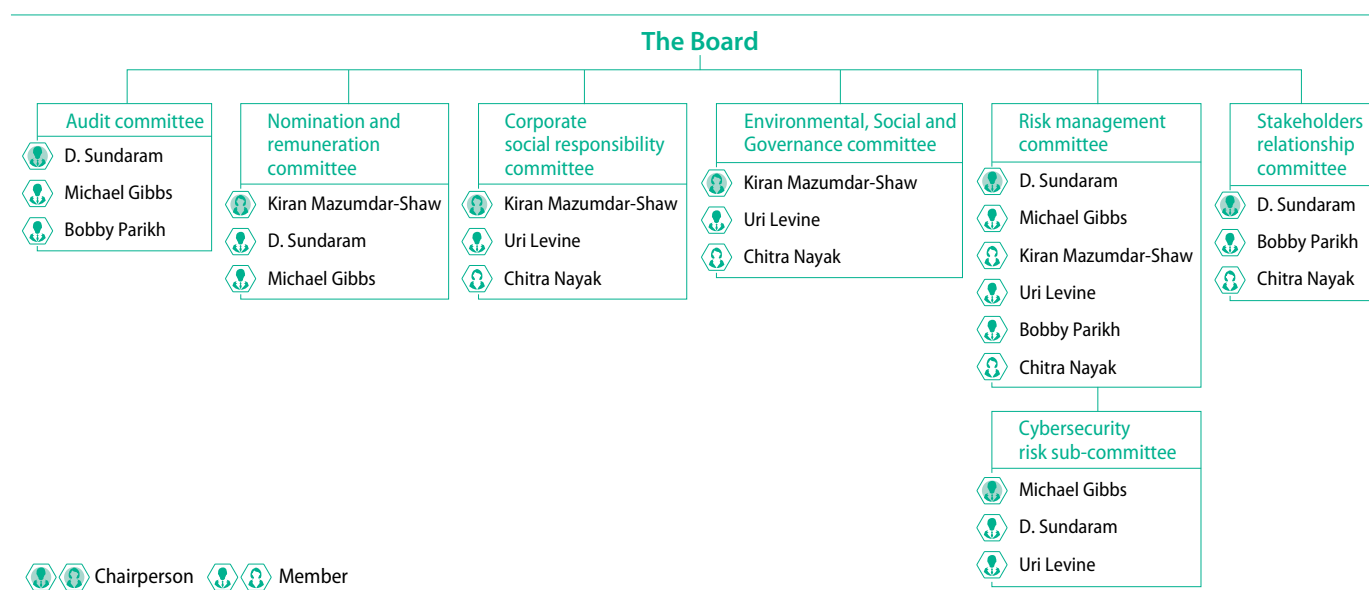 The Board
Audit committee
D. Sundaram
Michael Gibbs
Bobby Parikh
Nomination and
remuneration
committee
Kiran Mazumdar-Shaw
D. Sundaram
Michael Gibbs
Corporate
social responsibility
committee
Kiran Mazumdar-Shaw
Uri Levine
Chitra Nayak
Environmental, Social and
Governance committee
Kiran Mazumdar-Shaw
Uri Levine
Chitra Nayak
Risk management
committee
D. Sundaram
Michael Gibbs
Kiran Mazumdar-Shaw
Uri Levine
Bobby Parikh
Chitra Nayak
Cybersecurity
risk sub-committee
Michael Gibbs
D. Sundaram
Uri Levine
Stakeholders
relationship
committee
D. Sundaram
Bobby Parikh
Chitra Nayak
Chairperson
Member